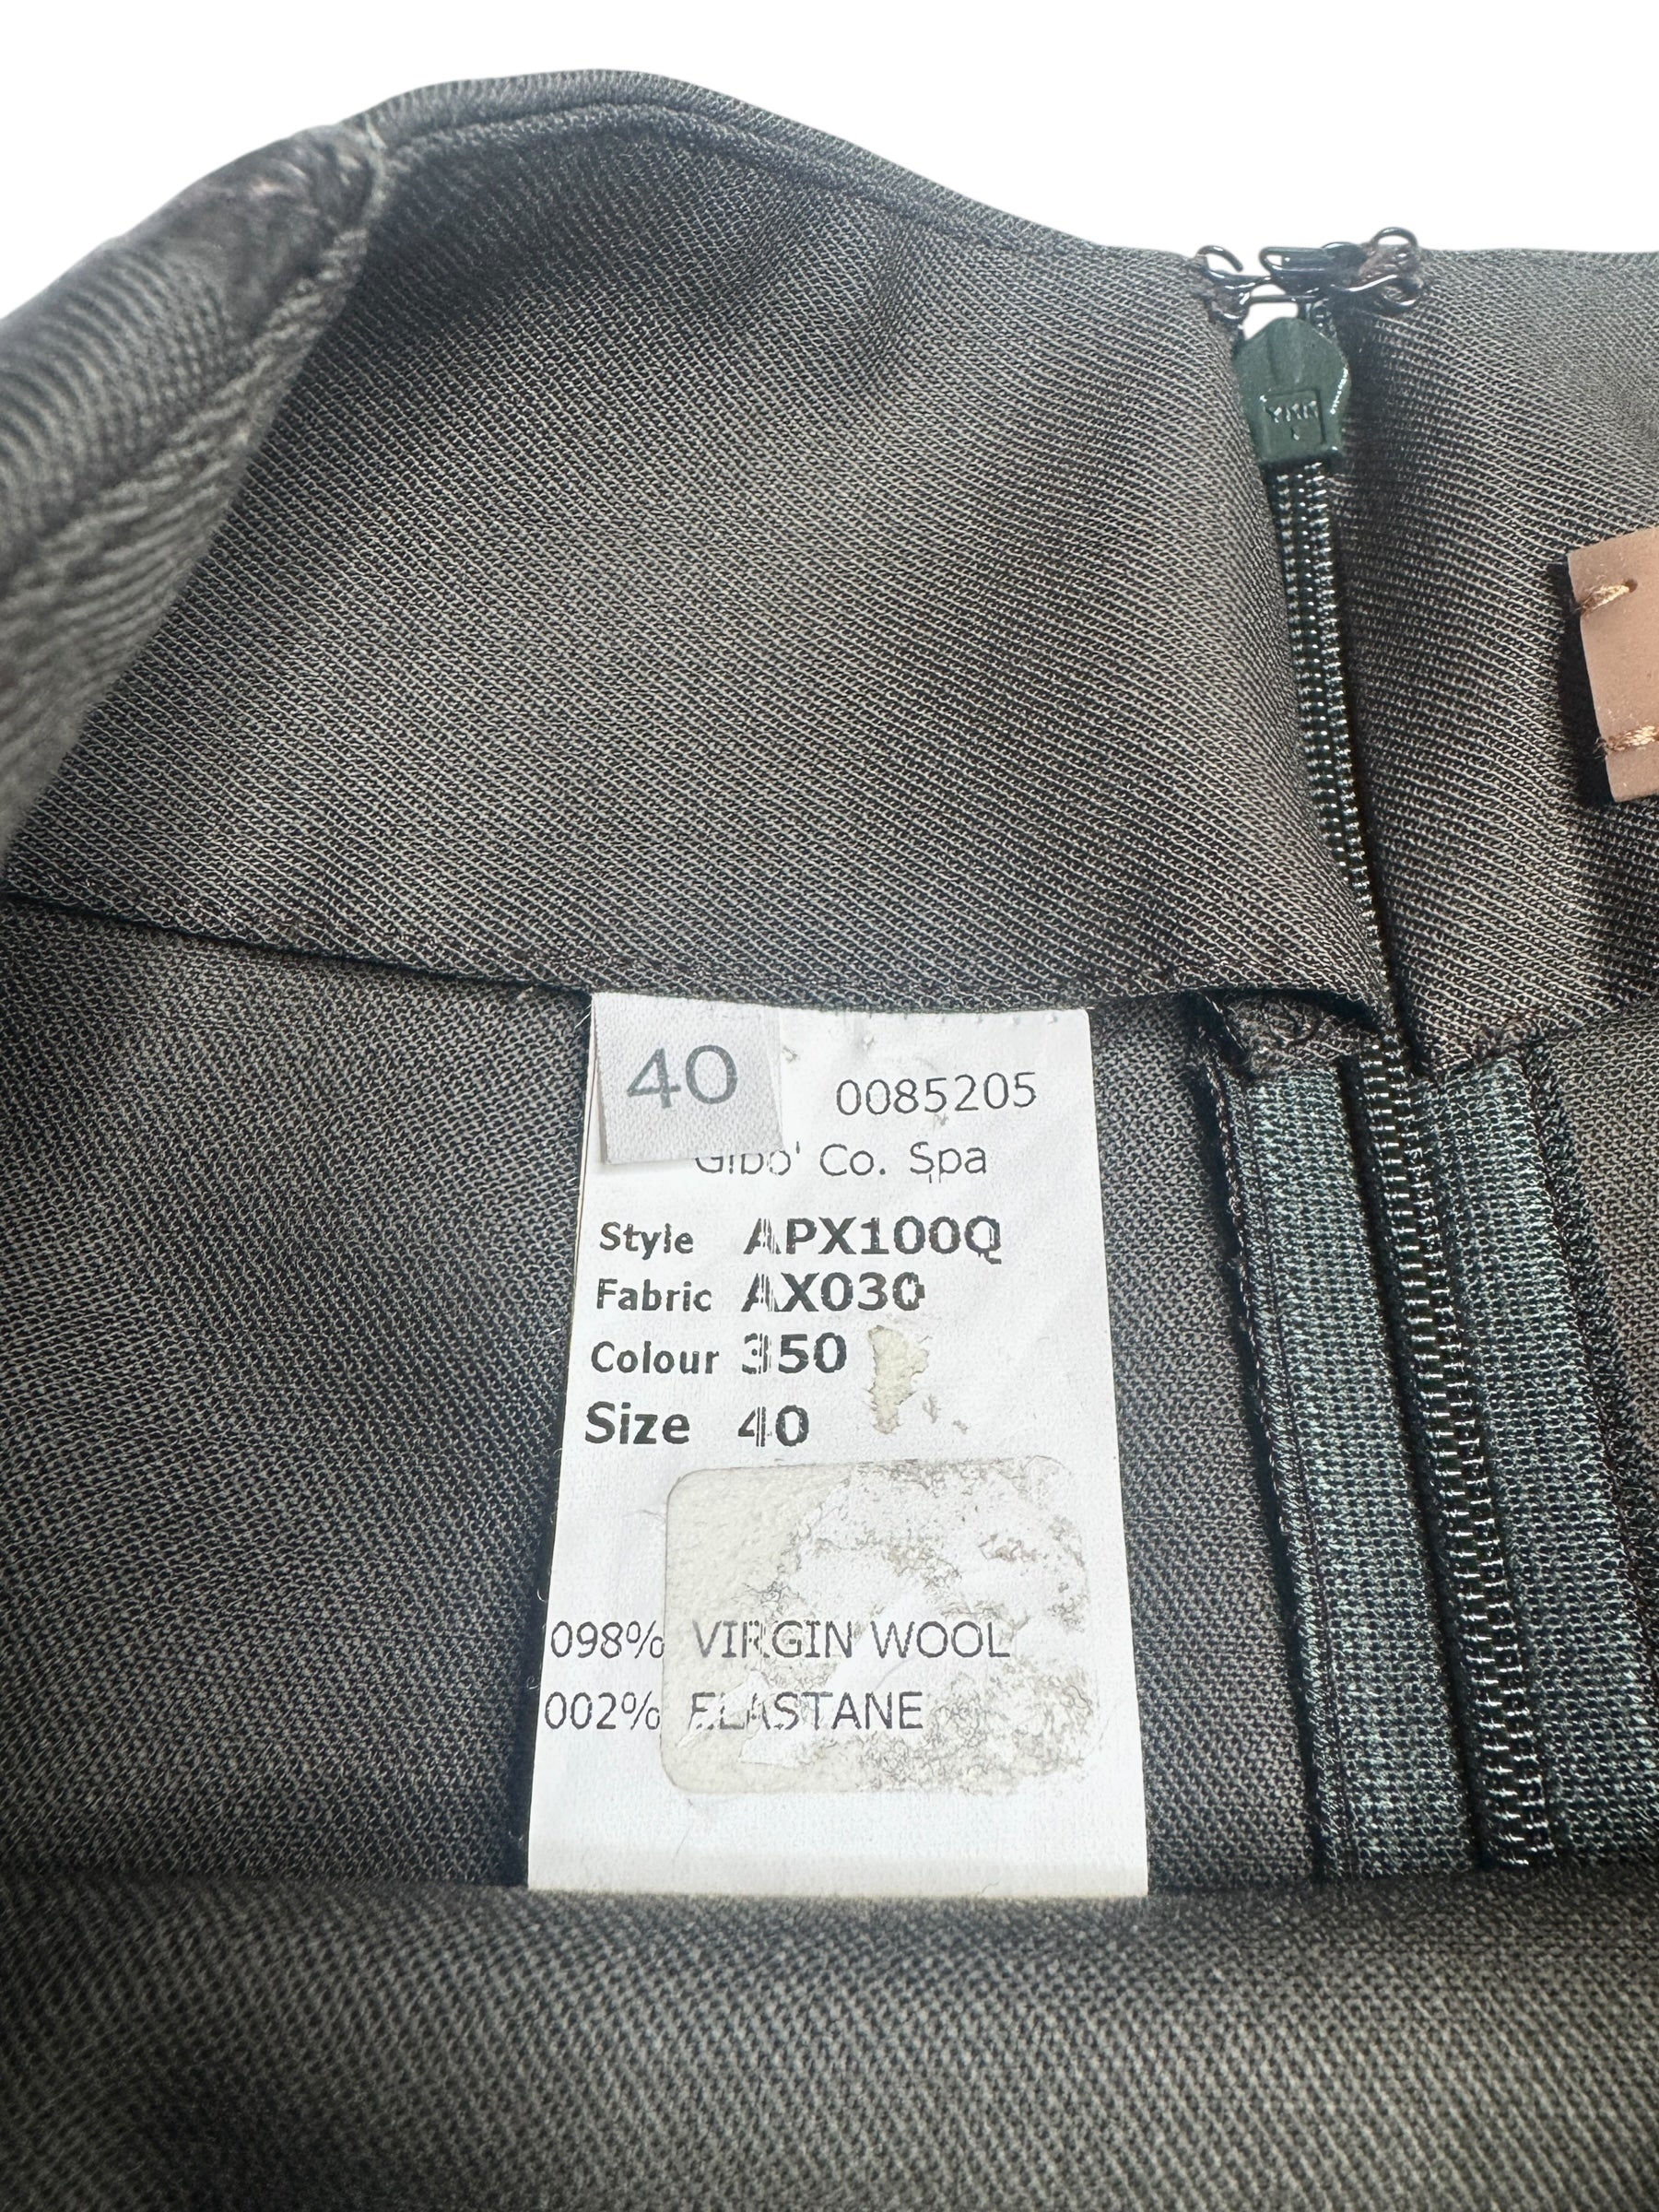 40
0085205
Gibo' Co. Spa
Style APX100Q
Fabric AX030
Colour 350
Size 40
098% VIRGIN WOOL
002% ELASTANE